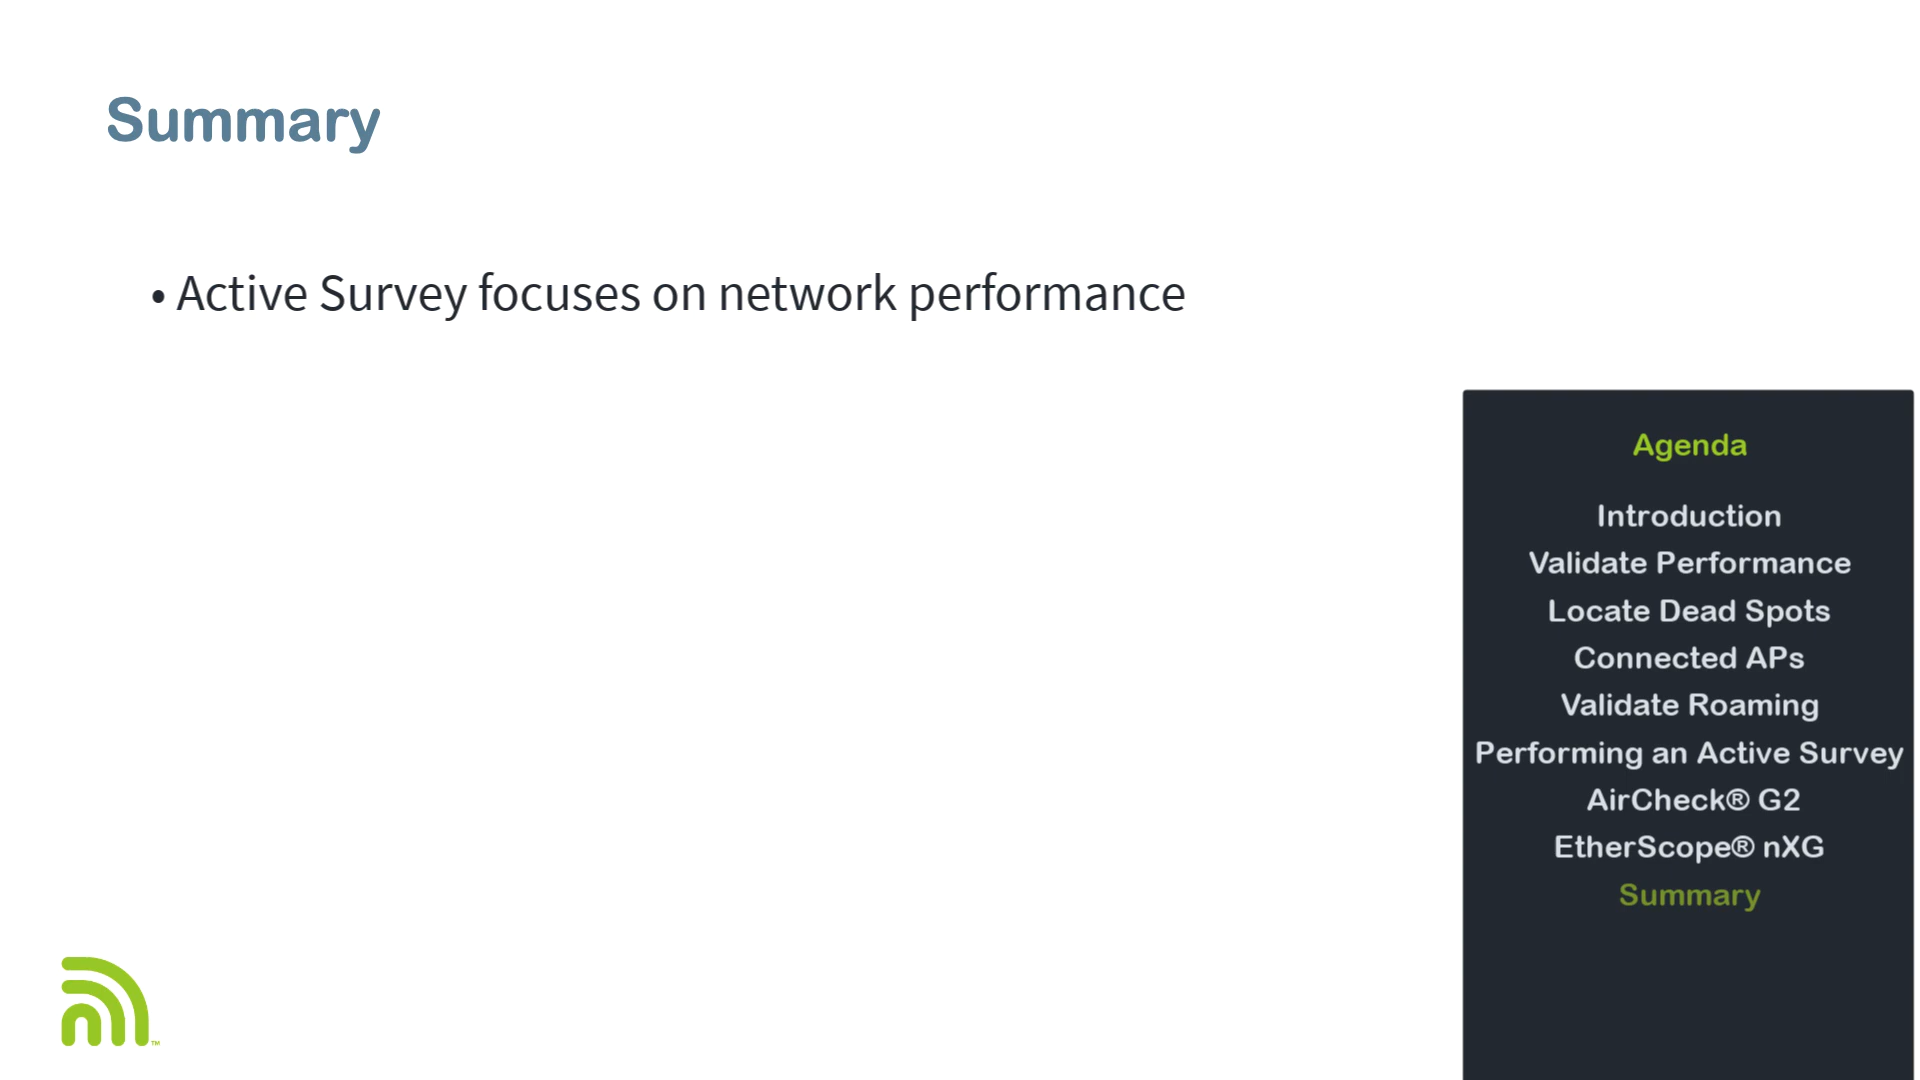 Summary
• Active Survey focuses on network performance
Agenda
Introduction
Validate Performance
Locate Dead Spots
Connected APs
Validate Roaming
Performing an Active Survey
AirCheck® G2
EtherScope® nXG
Summary
™